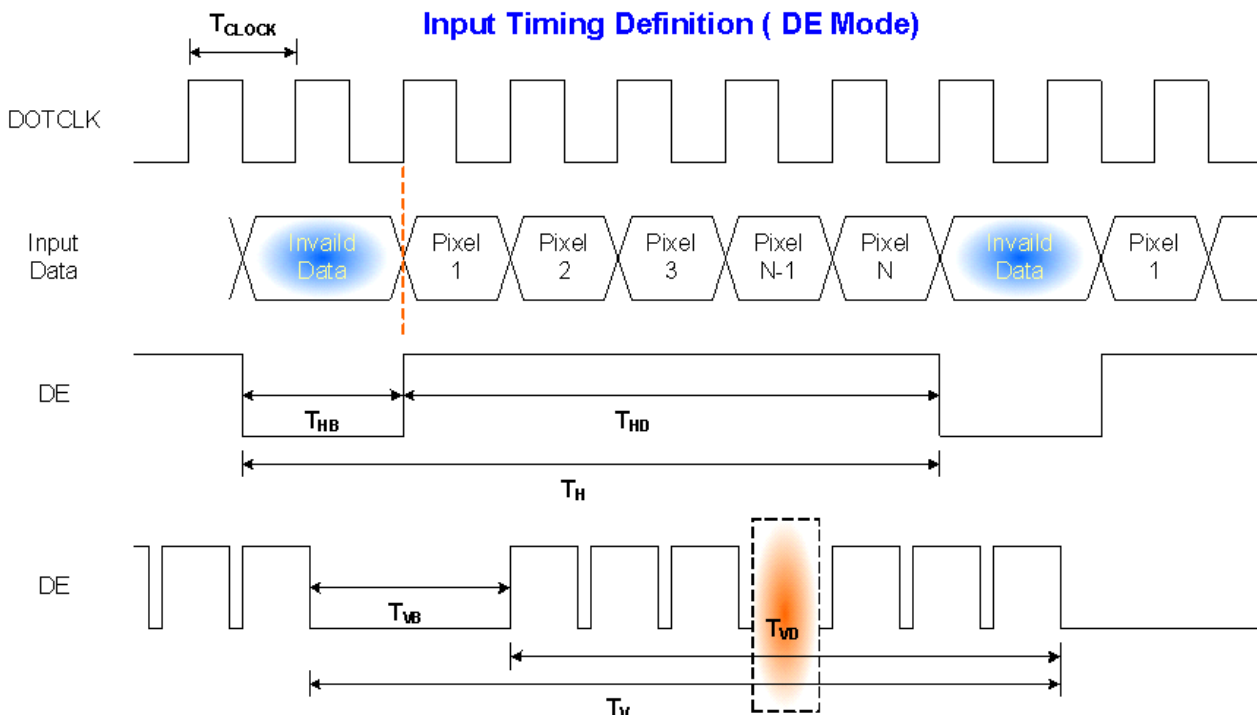 Input Timing Definition ( DE Mode)
TCLOCK
DOTCLK
Input
Data
Invaild
Data
Pixel
1
Pixel
2
Pixel
3
Pixel
N-1
Pixel
N
Invaild
Data
Pixel
1
DE
THB
THD
TH
DE
TVB
TVD
TV